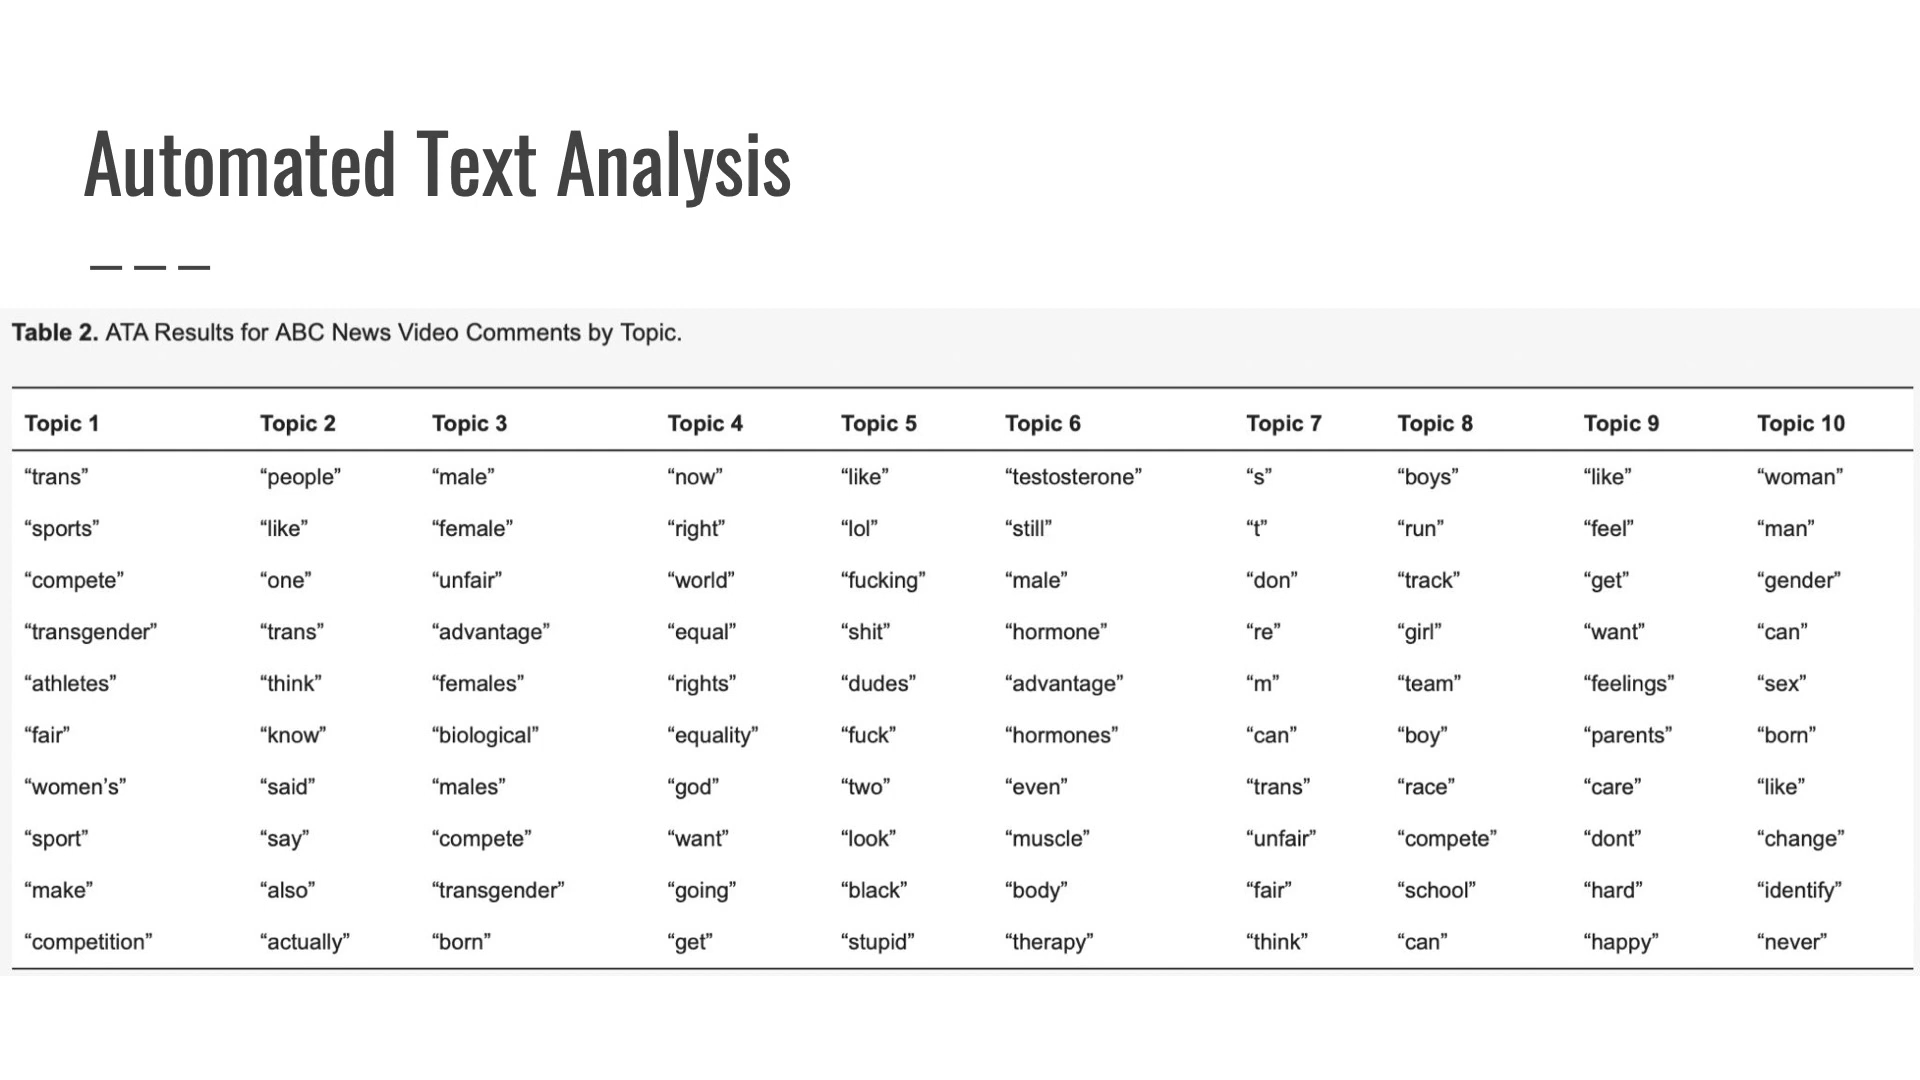 Automated Text Analysis
Table 2. ATA Results for ABC News Video Comments by Topic.
Topic 1 Topic 2 Topic 3 Topic 4 Topic 5 Topic 6 Topic 7 Topic 8 Topic 9 Topic 10
“trans” “people” “male” “now” “like” “testosterone” “s” “boys” “like” “woman”
“sports” “like” “female” “right” “lol” “still” “t” “run” “feel” “man”
“compete” “one” “unfair” “world” “fucking” “male” “don” “track” “get” “gender”
“transgender” “trans” “advantage” “equal” “shit” “hormone” “re” “girl” “want” “can”
“athletes” “think” “females” “rights” “dudes” “advantage” “m” “team” “feelings” “sex”
“fair” “know” “biological” “equality” “fuck” “hormones” “can” “boy” “parents” “born”
“women’s” “said” “males” “god” “two” “even” “trans” “race” “care” “like”
“sport” “say” “compete” “want” “look” “muscle” “unfair” “compete” “dont” “change”
“make” “also” “transgender” “going” “black” “body” “fair” “school” “hard” “identify”
“competition” “actually” “born” “get” “stupid” “therapy” “think” “can” “happy” “never”